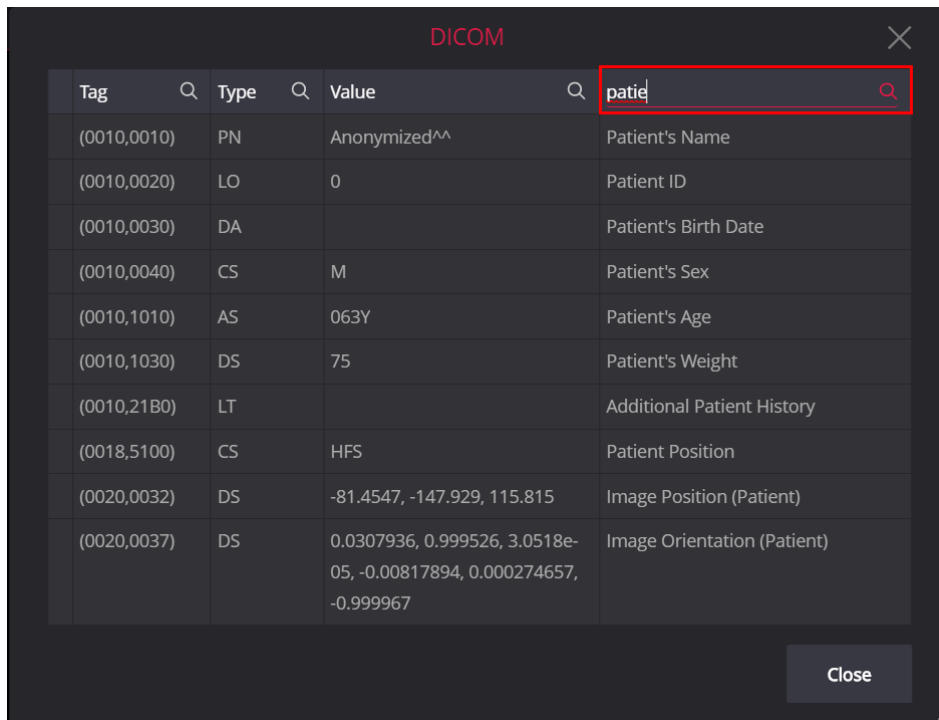 DICOM
Tag Type Value patie
(0010,0010) PN Anonymized^^ Patient's Name
(0010,0020) LO 0 Patient ID
(0010,0030) DA Patient's Birth Date
(0010,0040) CS M Patient's Sex
(0010,1010) AS 063Y Patient's Age
(0010,1030) DS 75 Patient's Weight
(0010,21B0) LT Additional Patient History
(0018,5100) CS HFS Patient Position
(0020,0032) DS -81.4547, -147.929, 115.815 Image Position (Patient)
(0020,0037) DS 0.0307936, 0.999526, 3.0518e- Image Orientation (Patient)
05, -0.00817894, 0.000274657,
-0.999967
Close